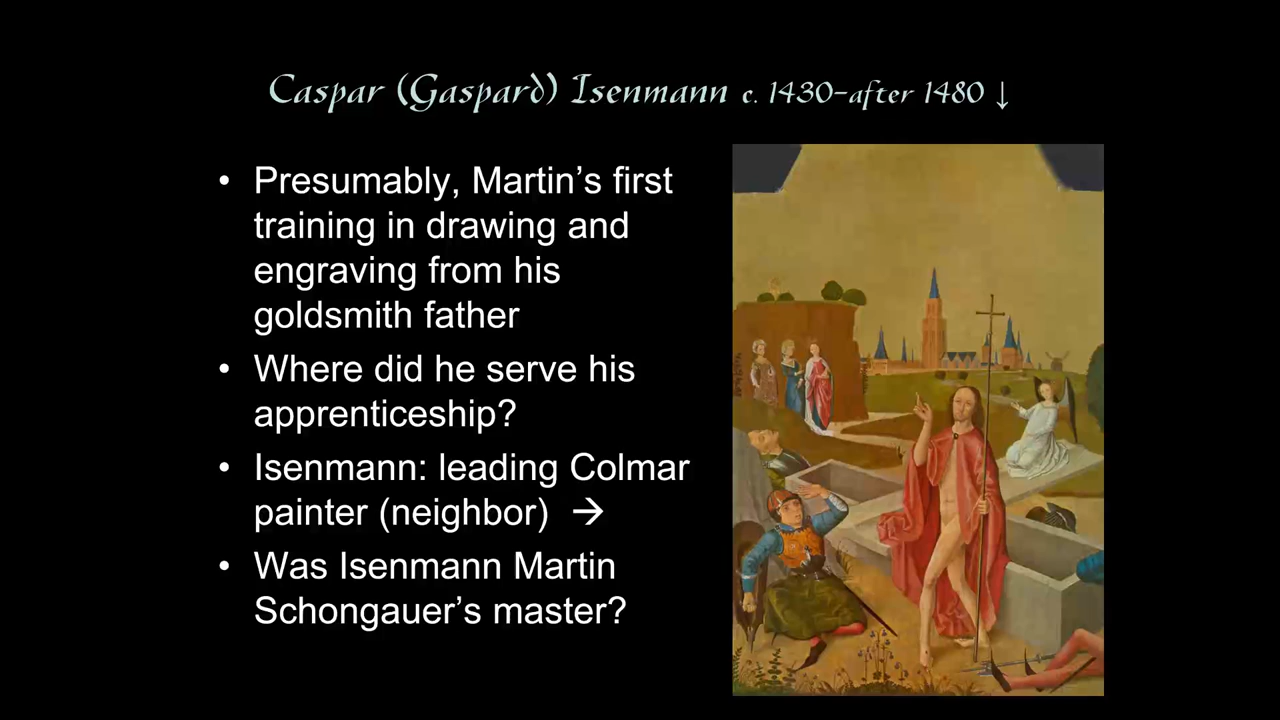 Caspar (Gaspard) Isenmann c. 1430–after 1480 ↓
• Presumably, Martin’s first
training in drawing and
engraving from his
goldsmith father
• Where did he serve his
apprenticeship?
• Isenmann: leading Colmar
painter (neighbor) →
• Was Isenmann Martin
Schongauer’s master?